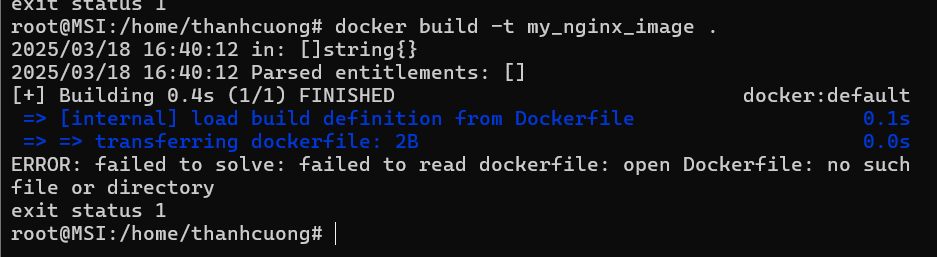 exit status 1
root@MSI:/home/thanhcuong# docker build -t my_nginx_image .
2025/03/18 16:40:12 in: []string{}
2025/03/18 16:40:12 Parsed entitlements: []
[+] Building 0.4s (1/1) FINISHED docker:default
=> [internal] load build definition from Dockerfile 0.1s
=> => transferring dockerfile: 2B 0.0s
ERROR: failed to solve: failed to read dockerfile: open Dockerfile: no such
file or directory
exit status 1
root@MSI:/home/thanhcuong#